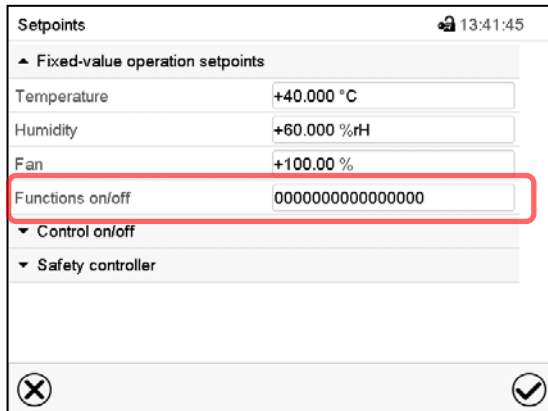 Setpoints 13:41:45
Fixed-value operation setpoints
Temperature +40.000 °C
Humidity +60.000 %rH
Fan +100.00 %
Functions on/off 0000000000000000
Control on/off
Safety controller